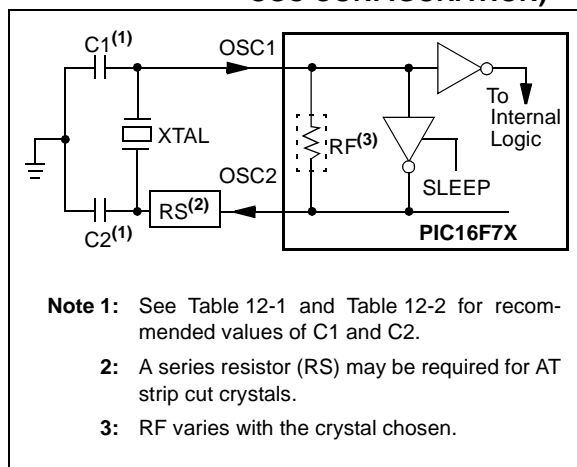 C1(1)
OSC1
XTAL
OSC2
RS(2)
C2(1)
RF(3)
To
Internal
Logic
SLEEP
PIC16F7X
Note 1: See Table 12-1 and Table 12-2 for recom-
mended values of C1 and C2.
2: A series resistor (RS) may be required for AT
strip cut crystals.
3: RF varies with the crystal chosen.